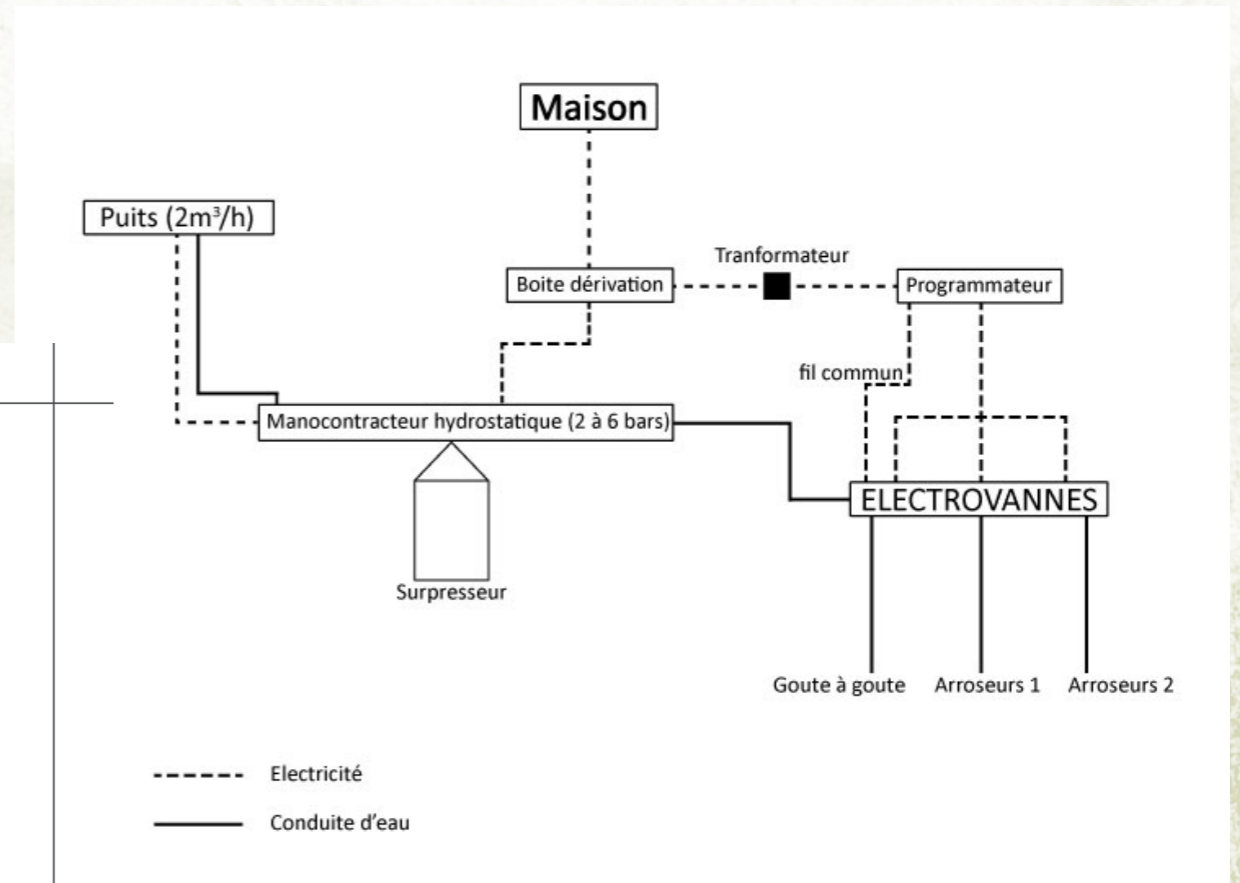 Maison
Puits (2m³/h)
Tranformateur
Boite dérivation
Programmateur
fil commun
Manocontracteur hydrostatique (2 à 6 bars)
ELECTROVANNES
Surpresseur
Goute à goute
Arroseurs 1
Arroseurs 2
Electricité
Conduite d'eau